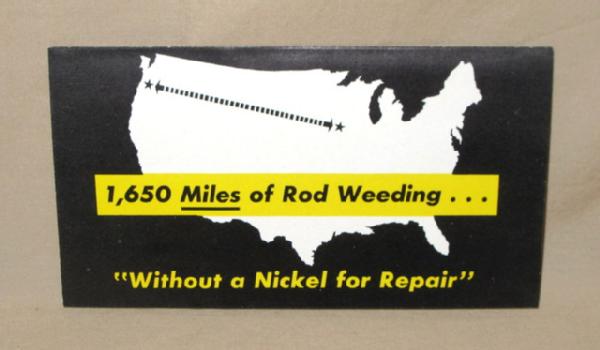 1,650 Miles of Rod Weeding . . .
"Without a Nickel for Repair"